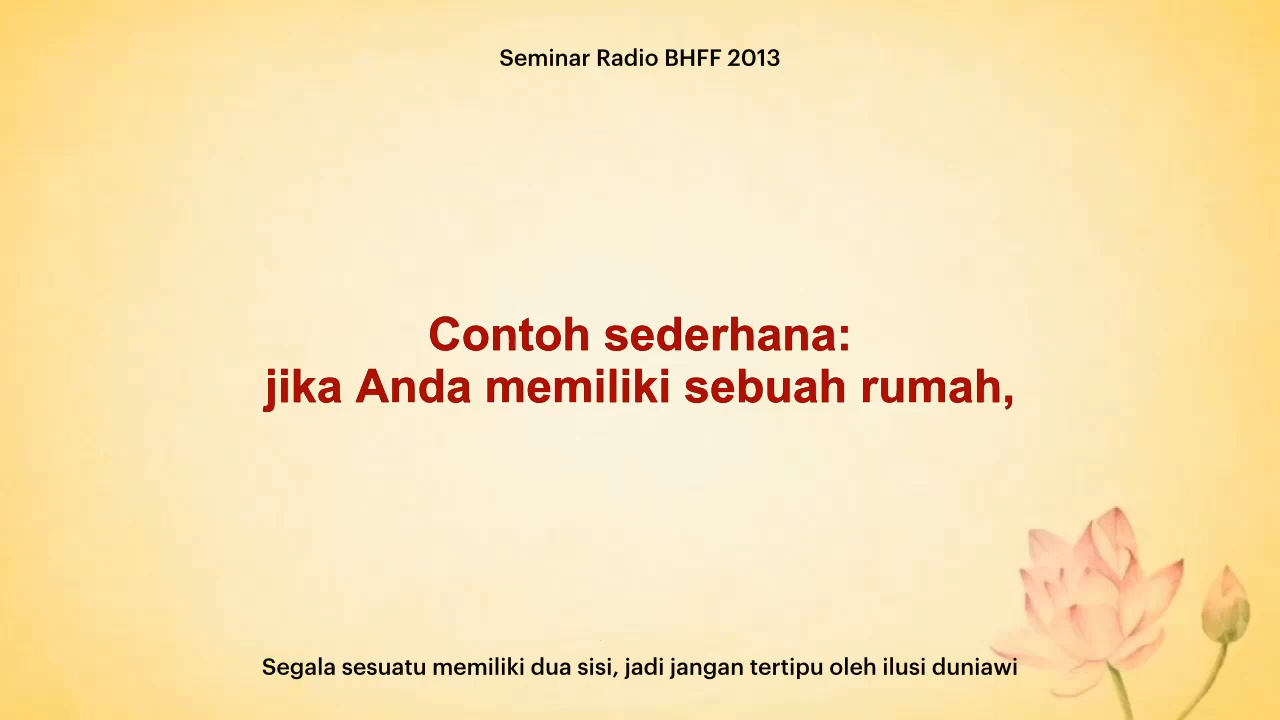 Seminar Radio BHFF 2013
Contoh sederhana:
jika Anda memiliki sebuah rumah,
Segala sesuatu memiliki dua sisi, jadi jangan tertipu oleh ilusi duniawi